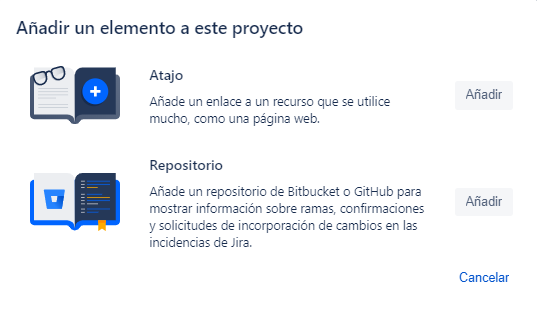 Añadir un elemento a este proyecto
Atajo
Añade un enlace a un recurso que se utilice
mucho, como una página web.
Añadir
Repositorio
Añade un repositorio de Bitbucket o GitHub para
mostrar información sobre ramas, confirmaciones
y solicitudes de incorporación de cambios en las
incidencias de Jira.
Añadir
Cancelar